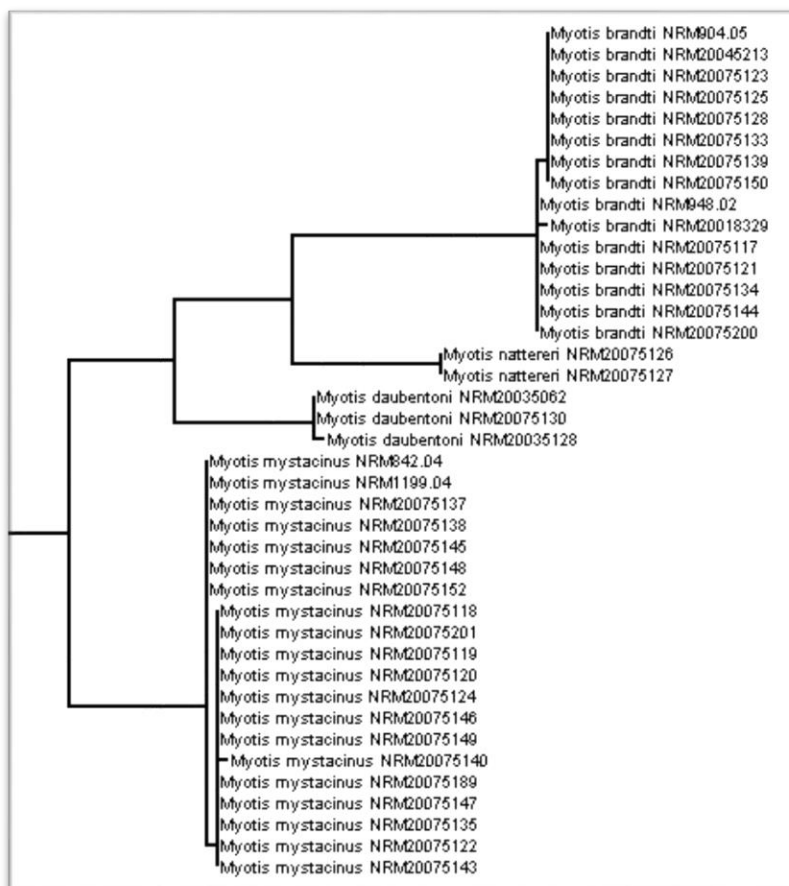 Myotis brandti NRM904.05
Myotis brandti NRM20045213
Myotis brandti NRM20075123
Myotis brandti NRM20075125
Myotis brandti NRM20075128
Myotis brandti NRM20075133
Myotis brandti NRM20075139
Myotis brandti NRM20075150
Myotis brandti NRM948.02
Myotis brandti NRM20018329
Myotis brandti NRM20075117
Myotis brandti NRM20075121
Myotis brandti NRM20075134
Myotis brandti NRM20075144
Myotis brandti NRM20075200
Myotis nattereri NRM20075126
Myotis nattereri NRM20075127
Myotis daubentoni NRM20035062
Myotis daubentoni NRM20075130
Myotis daubentoni NRM20035128
Myotis mystacinus NRM842.04
Myotis mystacinus NRM1199.04
Myotis mystacinus NRM20075137
Myotis mystacinus NRM20075138
Myotis mystacinus NRM20075145
Myotis mystacinus NRM20075148
Myotis mystacinus NRM20075152
Myotis mystacinus NRM20075118
Myotis mystacinus NRM20075201
Myotis mystacinus NRM20075119
Myotis mystacinus NRM20075120
Myotis mystacinus NRM20075124
Myotis mystacinus NRM20075146
Myotis mystacinus NRM20075149
Myotis mystacinus NRM20075140
Myotis mystacinus NRM20075189
Myotis mystacinus NRM20075147
Myotis mystacinus NRM20075135
Myotis mystacinus NRM20075122
Myotis mystacinus NRM20075143